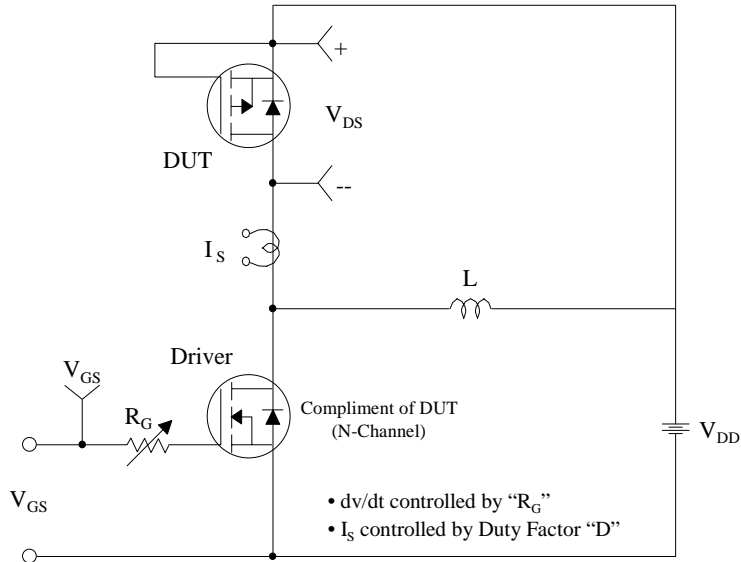 +
V_DS
DUT
--
I_S
L
Driver
V_GS
R_G
Compliment of DUT
(N-Channel)
V_DD
V_GS
• dv/dt controlled by “R_G”
• I_S controlled by Duty Factor “D”